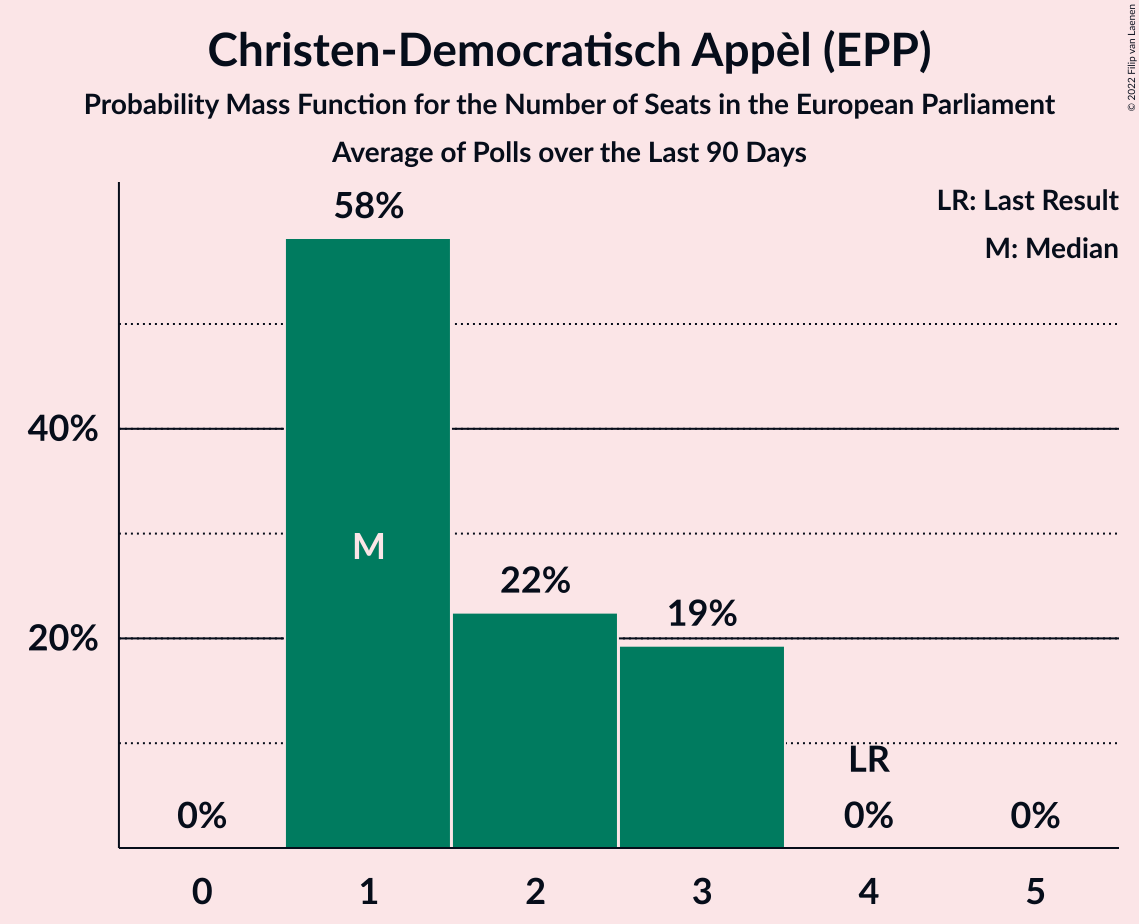 Christen-Democratisch Appèl (EPP)
Probability Mass Function for the Number of Seats in the European Parliament
Average of Polls over the Last 90 Days
© 2022 Filip van Laenen
LR: Last Result
M: Median
58%
40%
M
22%
19%
20%
LR
0%
0%
0%
0 1 2 3 4 5